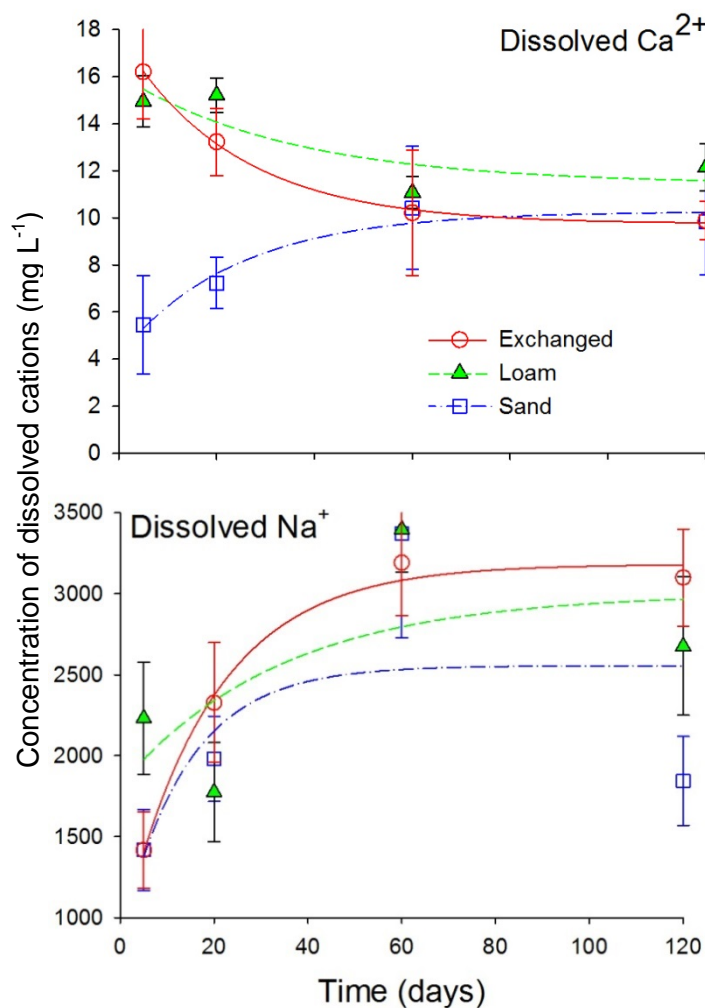 Concentration of dissolved cations (mg L-1)
18
16
14
12
10
8
6
4
2
0
Dissolved Ca2+
Exchanged
Loam
Sand
3500
3000
2500
2000
1500
1000
Dissolved Na+
0 20 40 60 80 100 120
Time (days)